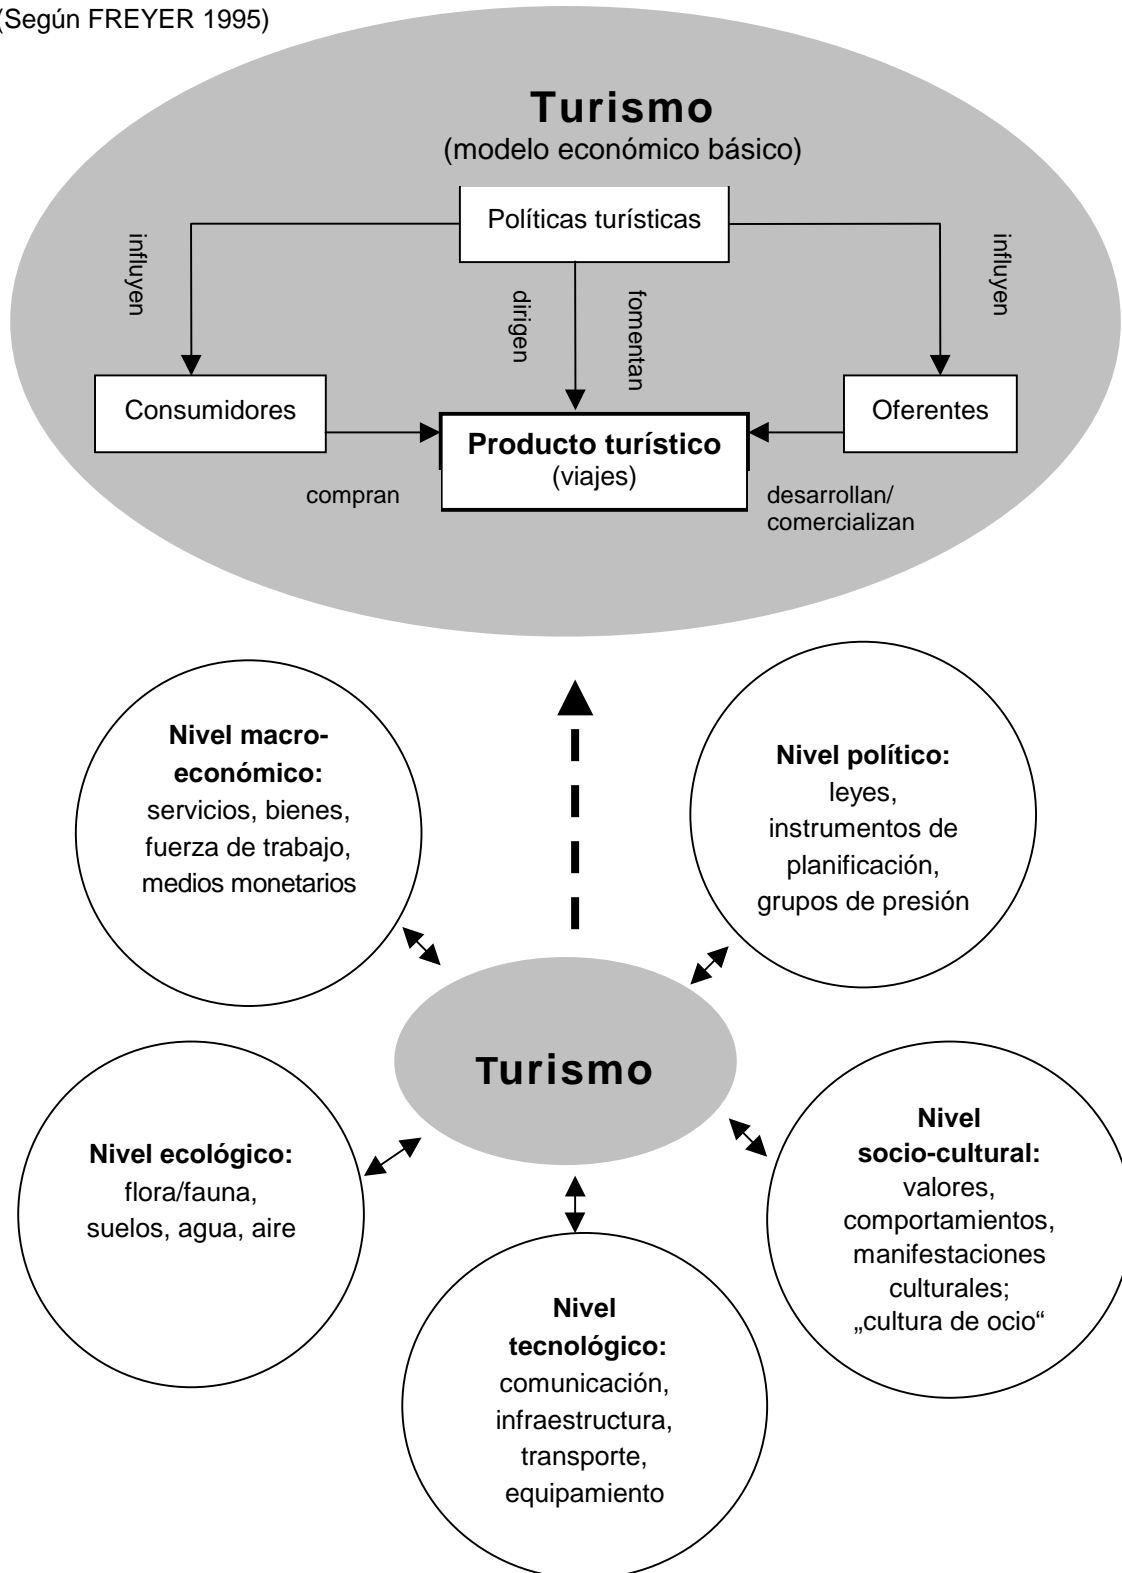 (Según FREYER 1995)
Turismo
(modelo económico básico)
Políticas turísticas
influyen
dirigen
fomentan
influyen
Consumidores
Oferentes
Producto turístico
(viajes)
compran
desarrollan/
comercializan
Nivel macro-
económico:
servicios, bienes,
fuerza de trabajo,
medios monetarios
Nivel político:
leyes,
instrumentos de
planificación,
grupos de presión
Turismo
Nivel ecológico:
flora/fauna,
suelos, agua, aire
Nivel
socio-cultural:
valores,
comportamientos,
manifestaciones
culturales;
„cultura de ocio“
Nivel
tecnológico:
comunicación,
infraestructura,
transporte,
equipamiento